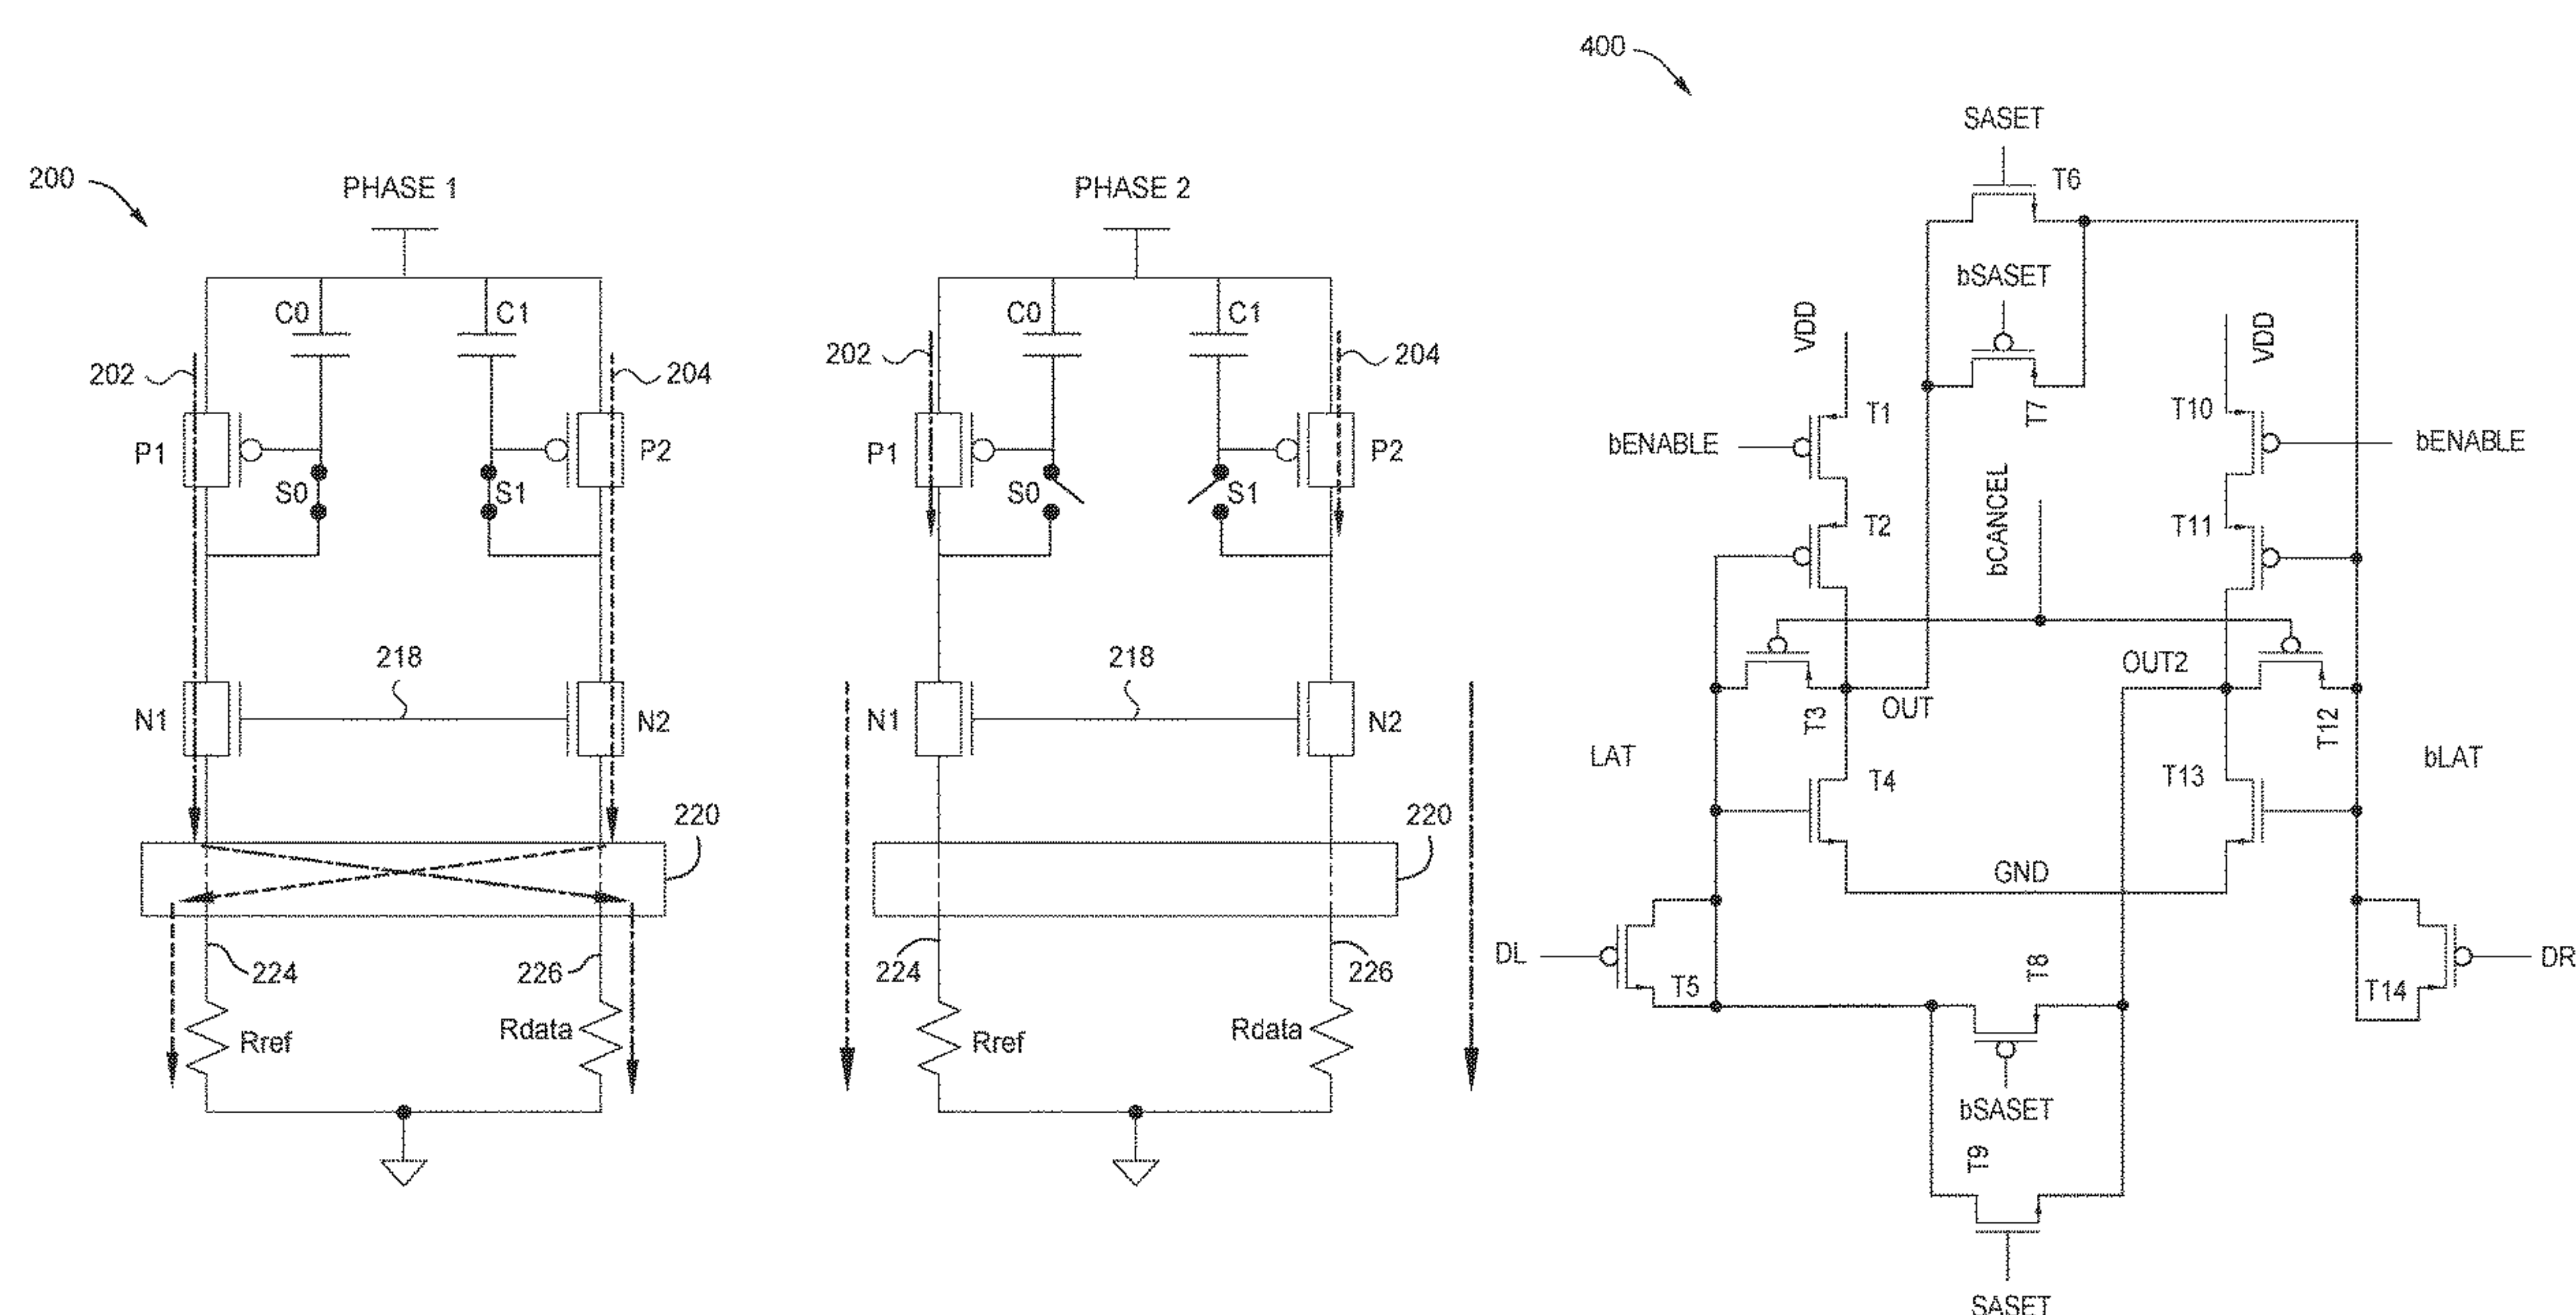 200
PHASE 1
C0
C1
202
204
P1
P2
S0
S1
218
N1
N2
220
224
226
Rref
Rdata
PHASE 2
C0
C1
202
204
P1
P2
S0
S1
218
N1
N2
220
224
226
Rref
Rdata
400
SASET
T6
bSASET
VDD
VDD
T7
T1
T10
bENABLE
bENABLE
bCANCEL
T2
T11
OUT2
OUT
T3
T12
LAT
bLAT
T4
T13
GND
DL
DR
T5
T8
T14
bSASET
T9
SASET